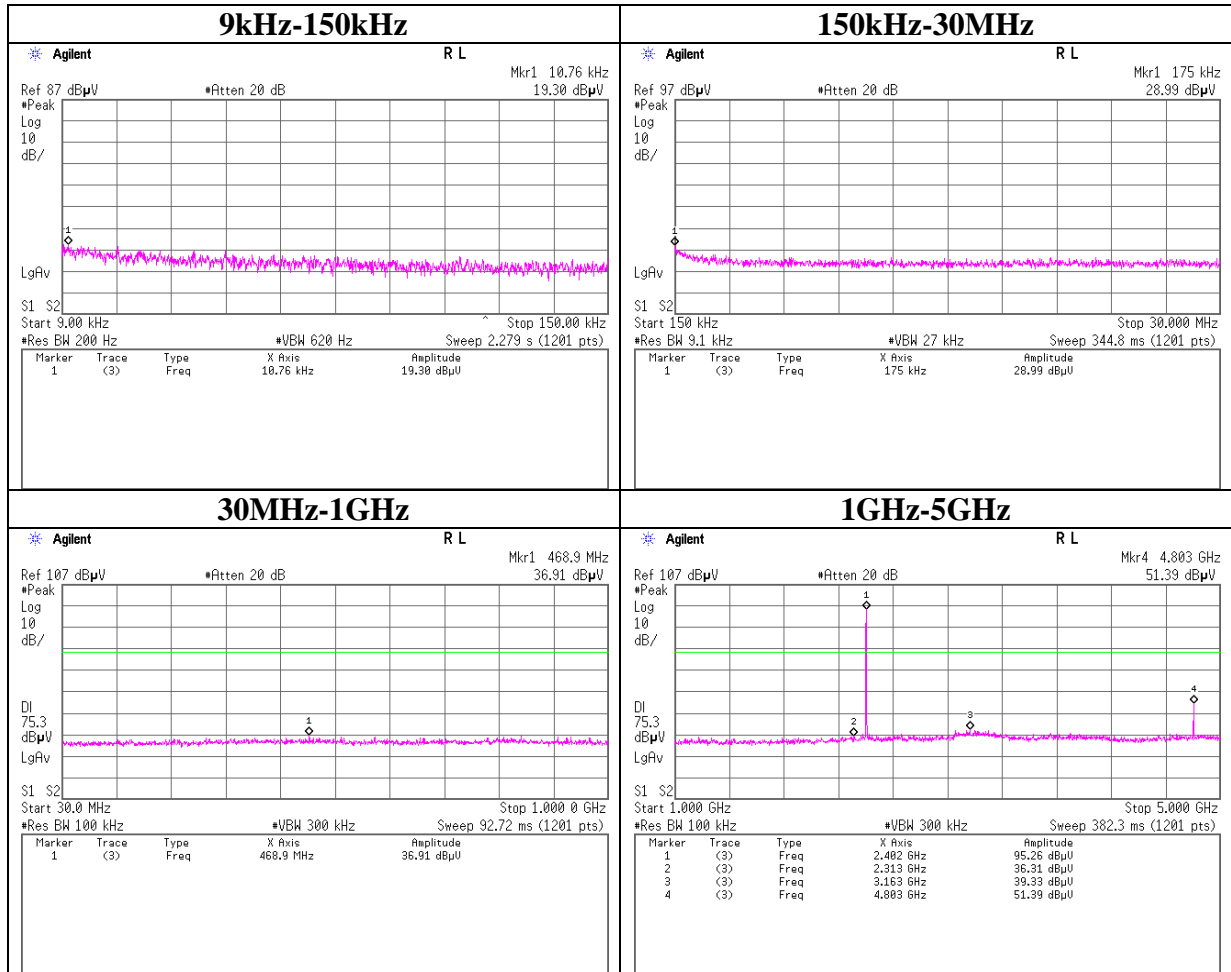 9kHz-150kHz
Agilent R L
Mkr1 10.76 kHz
Ref 87 dBµV #Atten 20 dB 19.30 dBµV
#Peak
Log
10
dB/
1
LgAv
S1 S2
Start 9.00 kHz ^ Stop 150.00 kHz
#Res BW 200 Hz #VBW 620 Hz Sweep 2.279 s (1201 pts)
Marker Trace Type X Axis Amplitude
1 (3) Freq 10.76 kHz 19.30 dBµV
150kHz-30MHz
Agilent R L
Mkr1 175 kHz
Ref 97 dBµV #Atten 20 dB 28.99 dBµV
#Peak
Log
10
dB/
1
LgAv
S1 S2
Start 150 kHz Stop 30.000 MHz
#Res BW 9.1 kHz #VBW 27 kHz Sweep 344.8 ms (1201 pts)
Marker Trace Type X Axis Amplitude
1 (3) Freq 175 kHz 28.99 dBµV
30MHz-1GHz
Agilent R L
Mkr1 468.9 MHz
Ref 107 dBµV #Atten 20 dB 36.91 dBµV
#Peak
Log
10
dB/
DI
75.3
dBµV
1
LgAv
S1 S2
Start 30.0 MHz Stop 1.000 0 GHz
#Res BW 100 kHz #VBW 300 kHz Sweep 92.72 ms (1201 pts)
Marker Trace Type X Axis Amplitude
1 (3) Freq 468.9 MHz 36.91 dBµV
1GHz-5GHz
Agilent R L
Mkr4 4.803 GHz
Ref 107 dBµV #Atten 20 dB 51.39 dBµV
#Peak
1
Log
10
dB/
4
DI
75.3
2 3
dBµV
LgAv
S1 S2
Start 1.000 GHz Stop 5.000 GHz
#Res BW 100 kHz #VBW 300 kHz Sweep 382.3 ms (1201 pts)
Marker Trace Type X Axis Amplitude
1 (3) Freq 2.402 GHz 95.26 dBµV
2 (3) Freq 2.313 GHz 36.31 dBµV
3 (3) Freq 3.163 GHz 39.33 dBµV
4 (3) Freq 4.803 GHz 51.39 dBµV